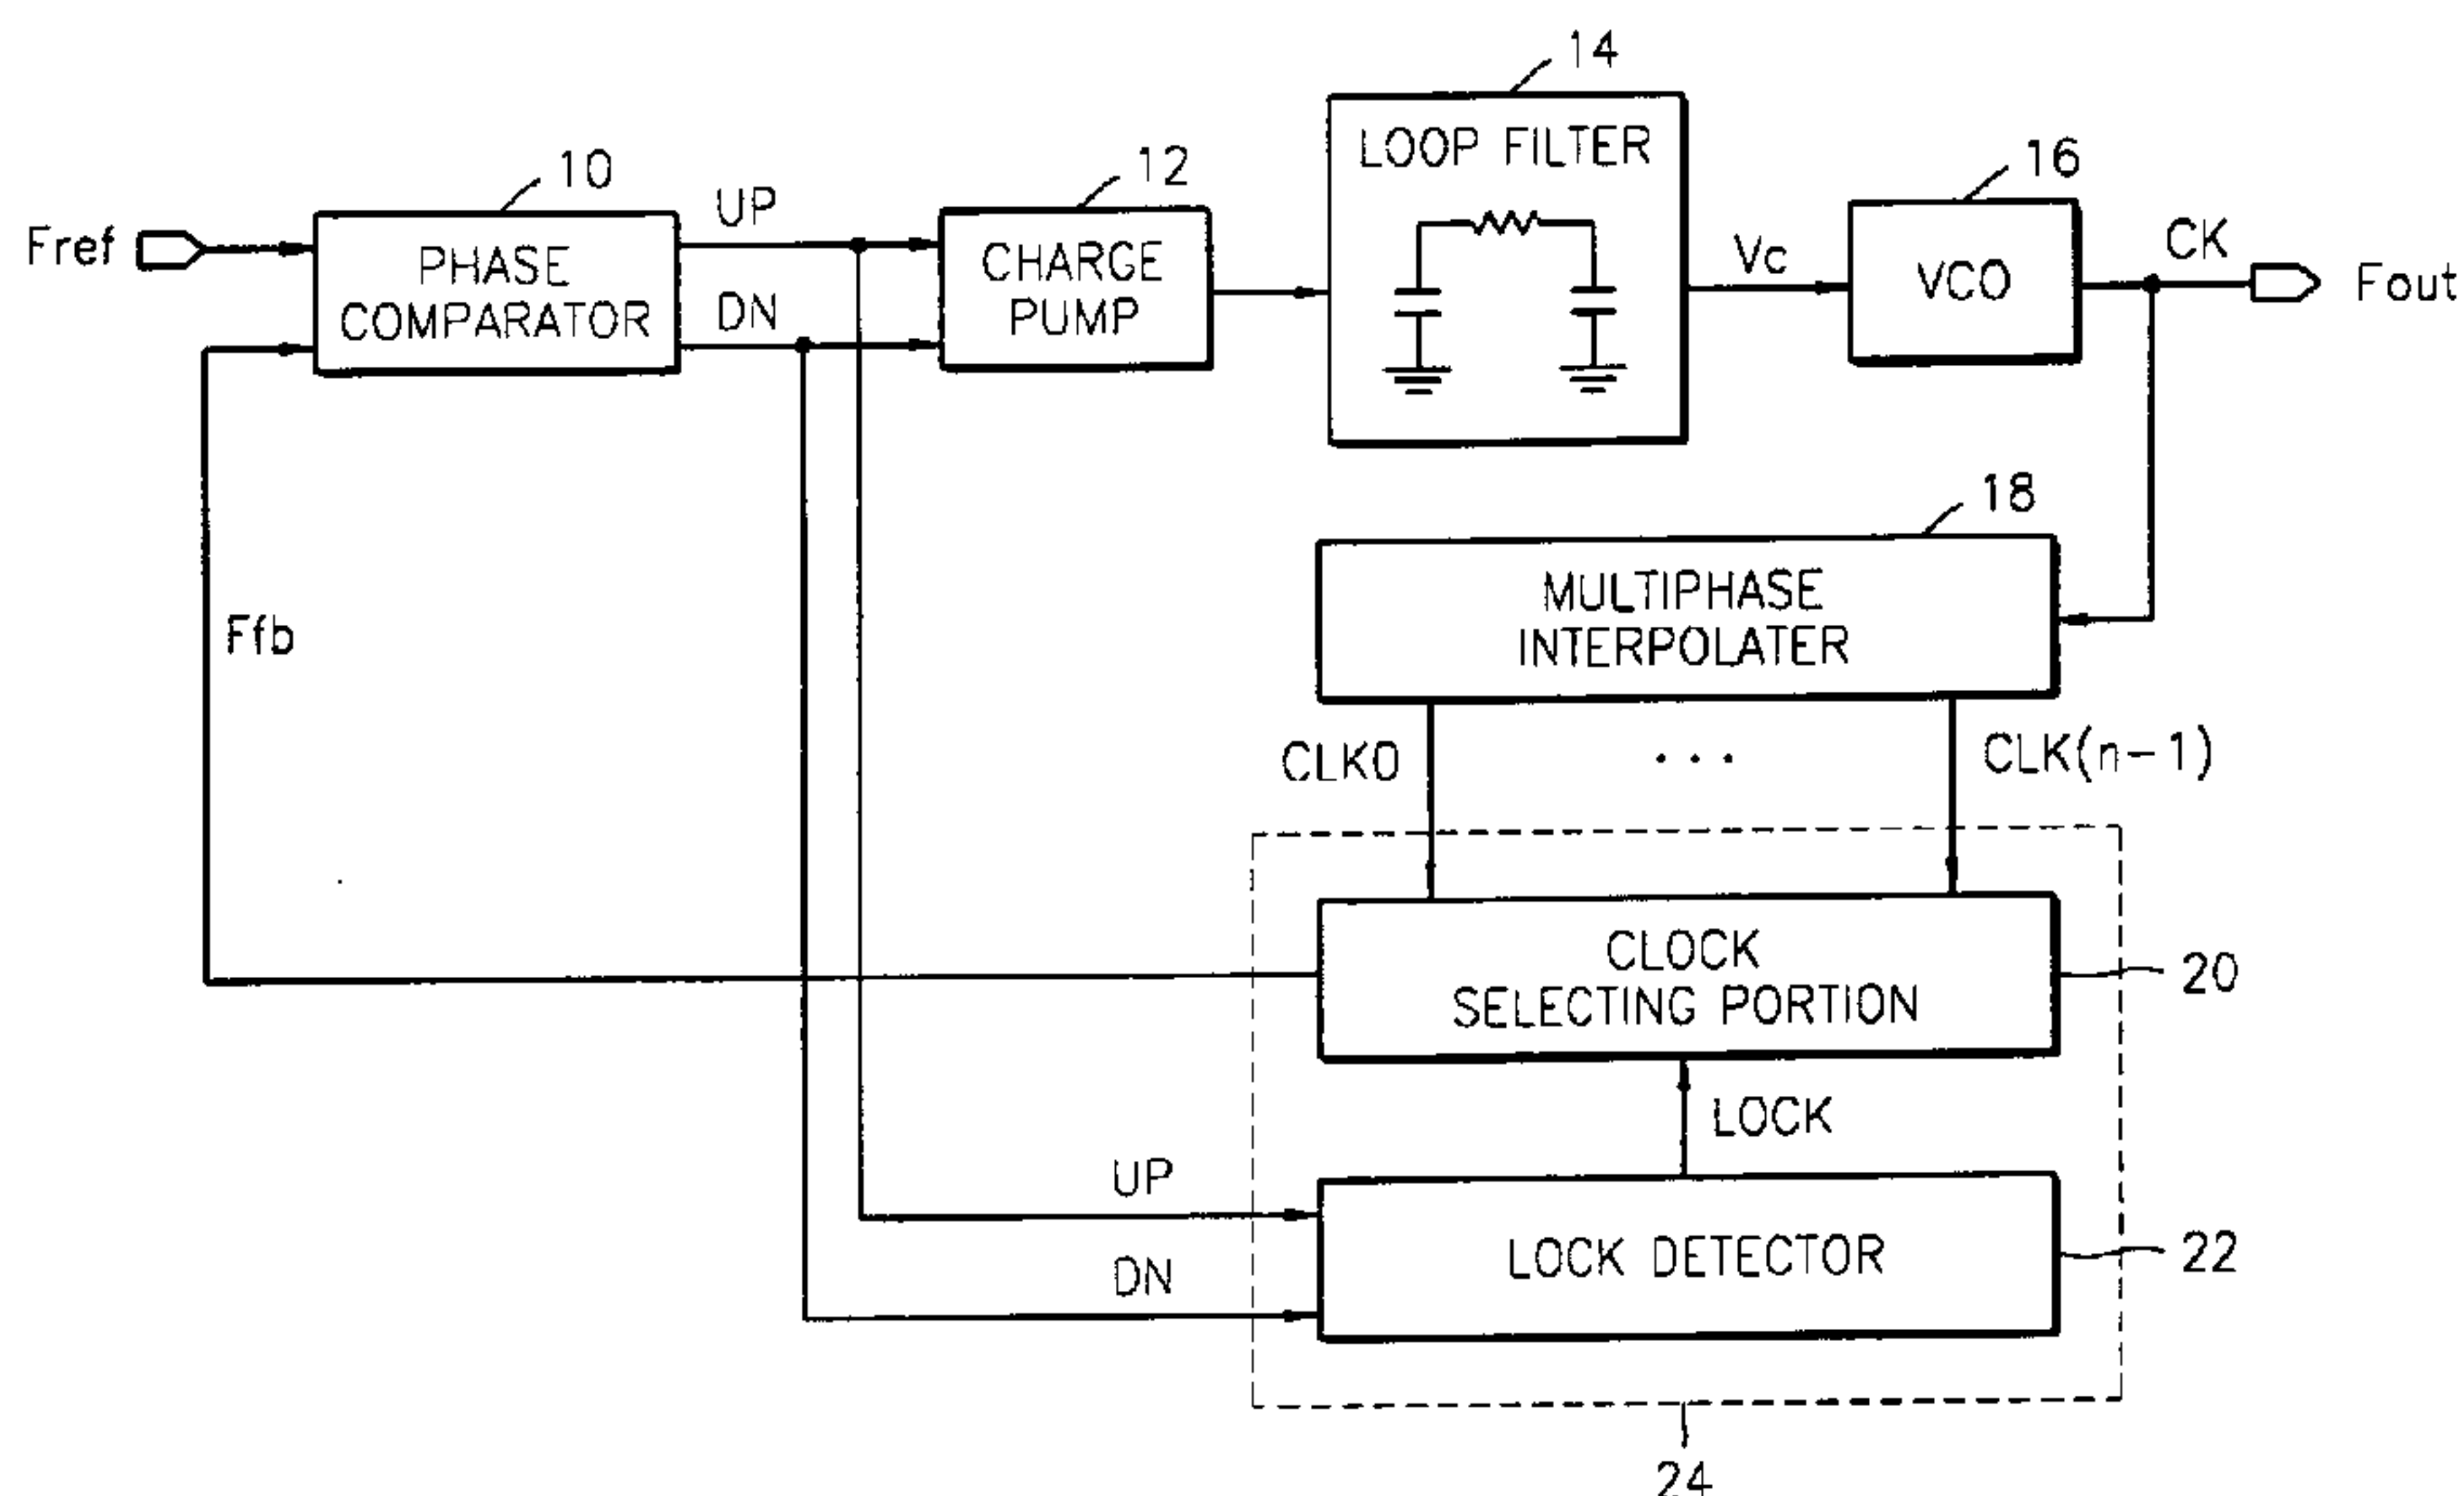 14
LOOP FILTER
10
12
16
Fref
UP
PHASE
COMPARATOR
DN
CHARGE
PUMP
Vc
VCO
CK
Fout
18
MULTIPHASE
INTERPOLATER
Ffb
CLK0
...
CLK(n-1)
CLOCK
SELECTING PORTION
20
LOCK
UP
LOCK DETECTOR
22
DN
24